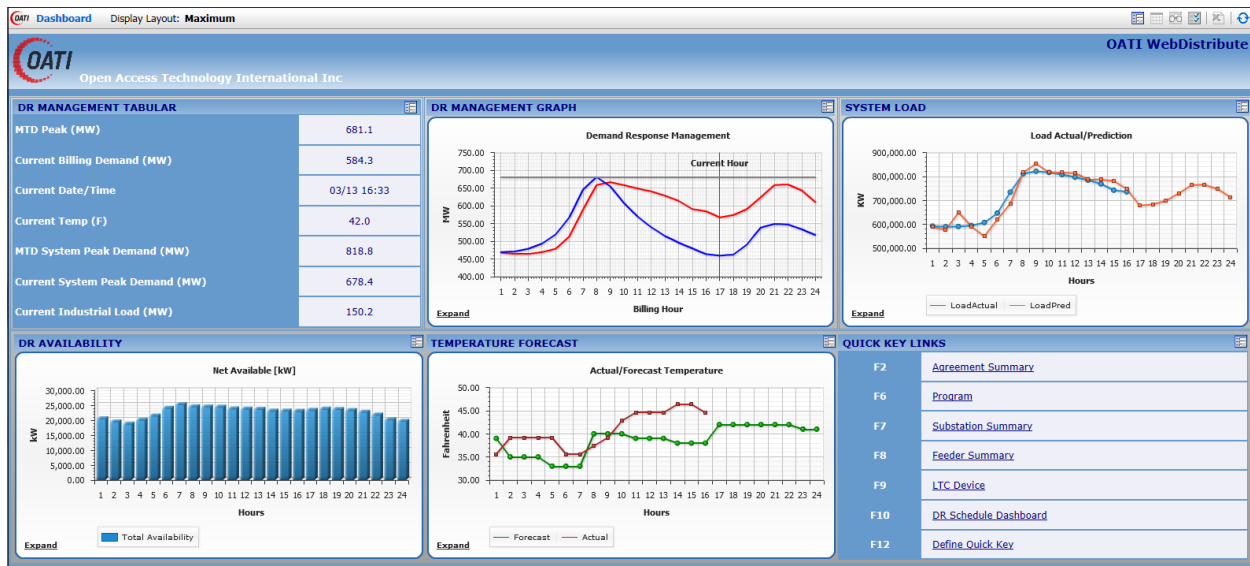 OATI Dashboard Display Layout: Maximum
OATI WebDistribute
OATI
Open Access Technology International Inc
DR MANAGEMENT TABULAR
MTD Peak (MW) 681.1
Current Billing Demand (MW) 584.3
Current Date/Time 03/13 16:33
Current Temp (F) 42.0
MTD System Peak Demand (MW) 818.8
Current System Peak Demand (MW) 678.4
Current Industrial Load (MW) 150.2
DR MANAGEMENT GRAPH
Demand Response Management
Current Hour
MW
750.00
700.00
650.00
600.00
550.00
500.00
450.00
400.00
1 2 3 4 5 6 7 8 9 10 11 12 13 14 15 16 17 18 19 20 21 22 23 24
Billing Hour
Expand
SYSTEM LOAD
Load Actual/Prediction
KW
900,000.00
800,000.00
700,000.00
600,000.00
500,000.00
1 2 3 4 5 6 7 8 9 10 11 12 13 14 15 16 17 18 19 20 21 22 23 24
Hours
LoadActual LoadPred
Expand
DR AVAILABILITY
Net Available [kW]
kW
30,000.00
25,000.00
20,000.00
15,000.00
10,000.00
5,000.00
0.00
1 2 3 4 5 6 7 8 9 10 11 12 13 14 15 16 17 18 19 20 21 22 23 24
Hours
Total Availability
Expand
TEMPERATURE FORECAST
Actual/Forecast Temperature
Fahrenheit
50.00
45.00
40.00
35.00
30.00
1 2 3 4 5 6 7 8 9 10 11 12 13 14 15 16 17 18 19 20 21 22 23 24
Hours
Forecast Actual
Expand
QUICK KEY LINKS
F2 Agreement Summary
F6 Program
F7 Substation Summary
F8 Feeder Summary
F9 LTC Device
F10 DR Schedule Dashboard
F12 Define Quick Key